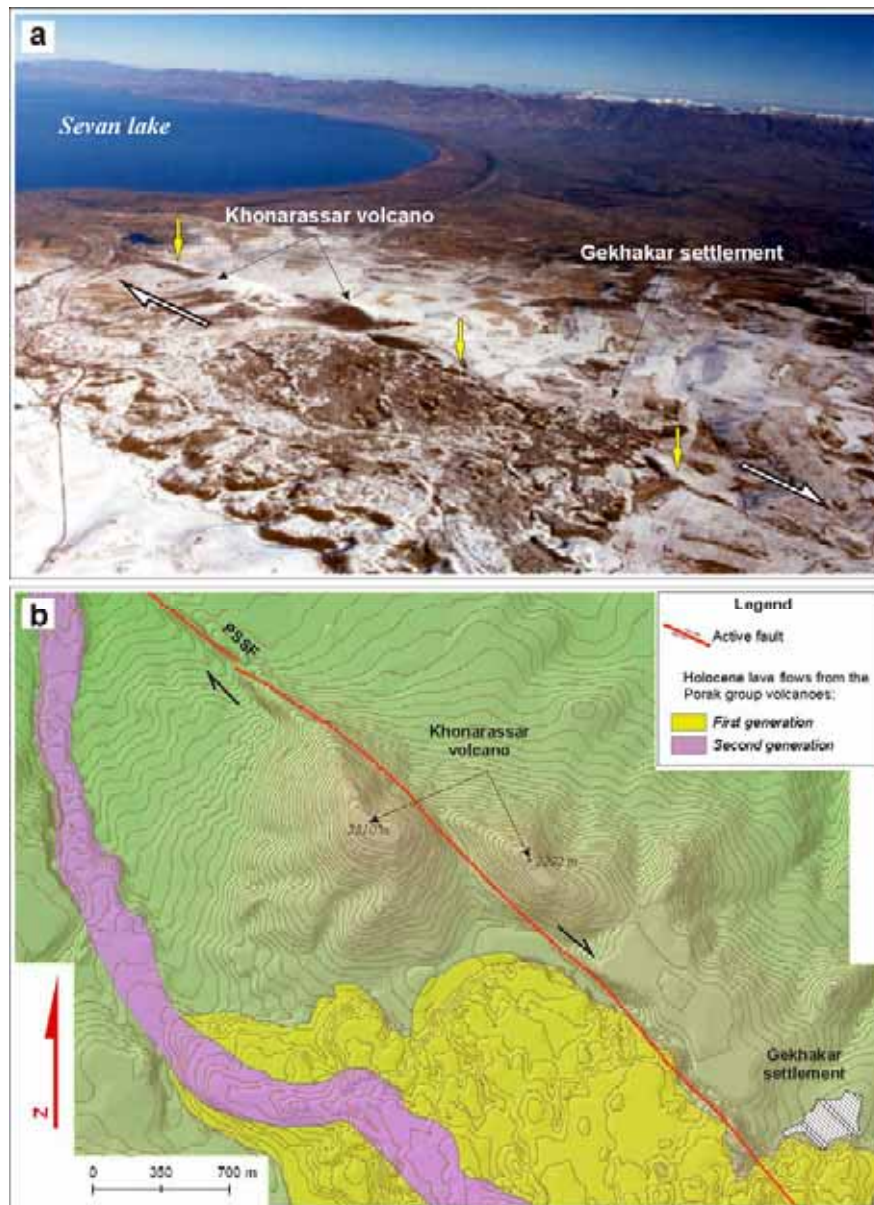 a
Sevan lake
Khonarassar volcano
Gekhakar settlement
b
Legend
Active fault
Holocene lava flows from the
Porak group volcanoes:
First generation
Second generation
PSSF
Khonarassar
volcano
m
m
Gekhakar
settlement
N
0 350 700 m